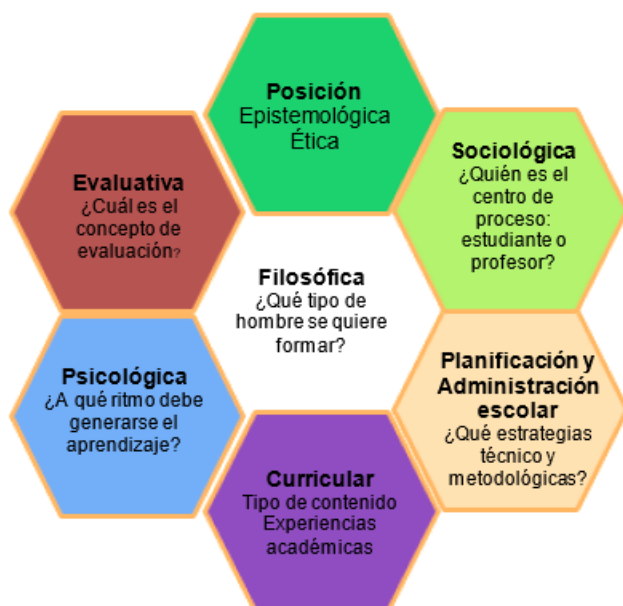 Posición
Epistemológica
Ética
Sociológica
¿Quién es el
centro de
proceso:
estudiante o
profesor?
Evaluativa
¿Cuál es el
concepto de
evaluación?
Filosófica
¿Qué tipo de
hombre se quiere
formar?
Psicológica
¿A qué ritmo debe
generarse el
aprendizaje?
Planificación y
Administración
escolar
¿Qué estrategias
técnico y
metodológicas?
Curricular
Tipo de contenido
Experiencias
académicas